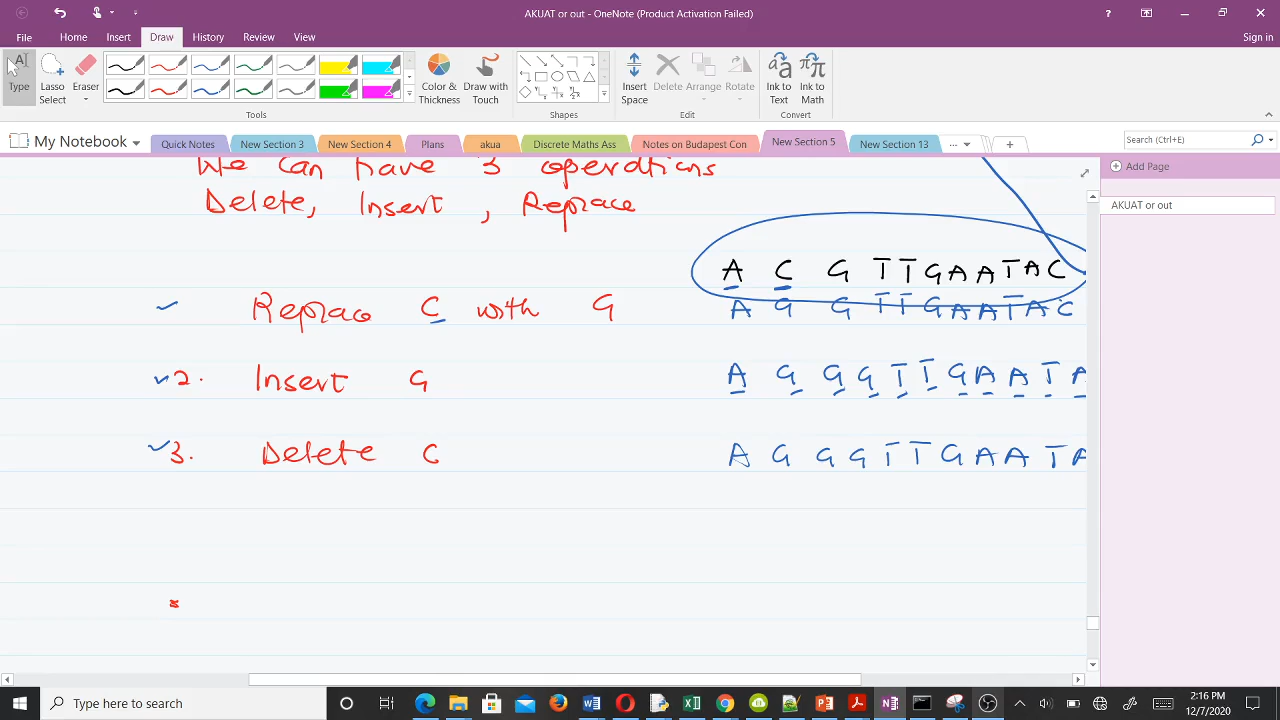 AKUAT or out - OneNote (Product Activation Failed)
File Home Insert Draw History Review View
Sign in
Type
Lasso Select
Eraser
Color & Thickness
Draw with Touch
Insert Space
Delete
Arrange
Rotate
Ink to Text
Ink to Math
Tools
Shapes
Edit
Convert
My Notebook
Quick Notes
New Section 3
New Section 4
Plans
akua
Discrete Maths Ass
Notes on Budapest Con
New Section 5
New Section 13
Search (Ctrl+E)
Add Page
AKUAT or out
We can have 3 operations
Delete, Insert, Replace
A C G T T G A A T A C
Replace C with G A G G T T G A A T A C
2. Insert G A G G G T T G A A T A
3. Delete C A G G G T T G A A T A
Type here to search
2:16 PM
12/7/2020